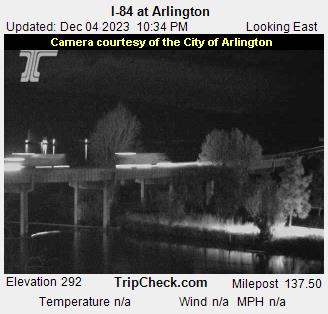 I-84 at Arlington
Updated: Dec 04 2023 10:34 PM Looking East
Camera courtesy of the City of Arlington
Elevation 292 TripCheck.com Milepost 137.50
Temperature n/a Wind n/a MPH n/a